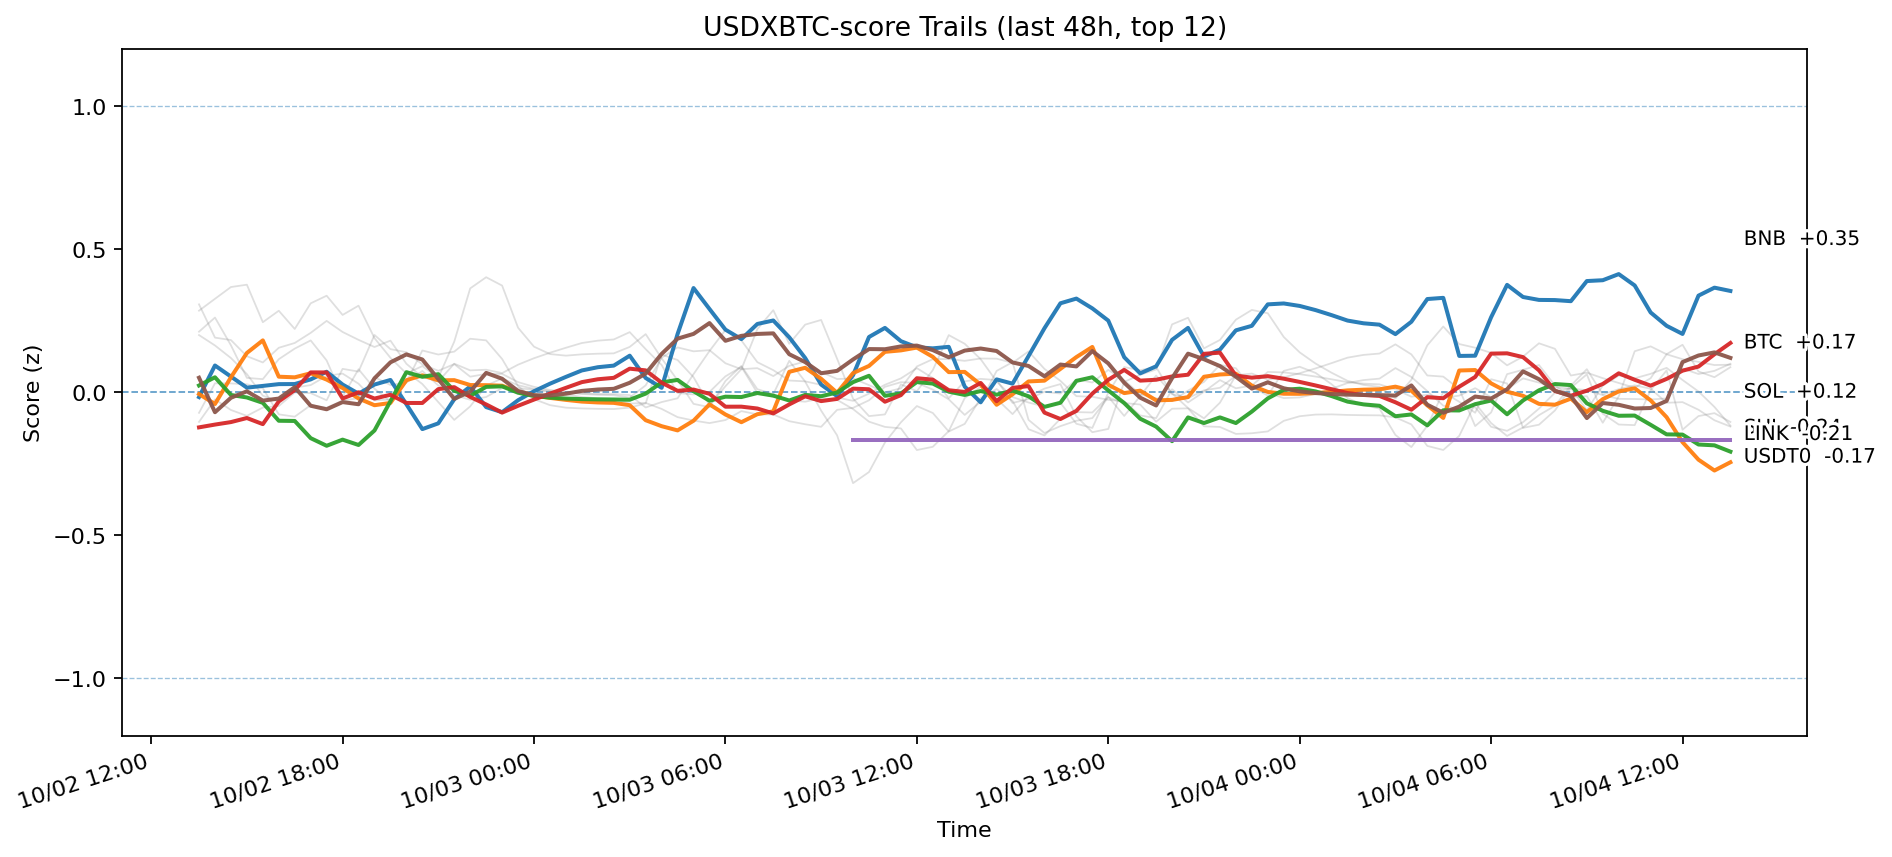 USDXBTC-score Trails (last 48h, top 12)
Score (z)
1.0
0.5
0.0
−0.5
−1.0
BNB +0.35
BTC +0.17
SOL +0.12
LINK -0.21
USDT0 -0.17
10/02 12:00
10/02 18:00
10/03 00:00
10/03 06:00
10/03 12:00
10/03 18:00
10/04 00:00
10/04 06:00
10/04 12:00
Time